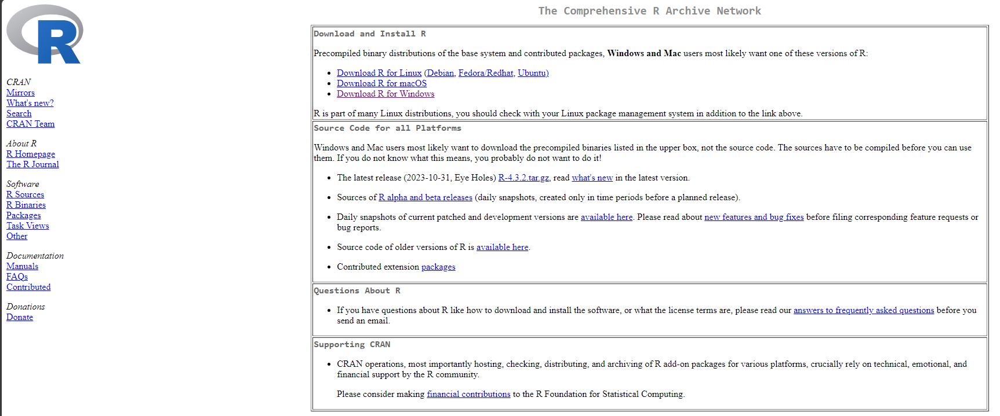 R
CRAN
Mirrors
What's new?
Search
CRAN Team
About R
R Homepage
The R Journal
Software
R Sources
R Binaries
Packages
Task Views
Other
Documentation
Manuals
FAQs
Contributed
Donations
Donate
The Comprehensive R Archive Network
Download and Install R
Precompiled binary distributions of the base system and contributed packages, Windows and Mac users most likely want one of these versions of R:
• Download R for Linux (Debian, Fedora/Redhat, Ubuntu)
• Download R for macOS
• Download R for Windows
R is part of many Linux distributions, you should check with your Linux package management system in addition to the link above.
Source Code for all Platforms
Windows and Mac users most likely want to download the precompiled binaries listed in the upper box, not the source code. The sources have to be compiled before you can use
them. If you do not know what this means, you probably do not want to do it!
• The latest release (2023-10-31, Eye Holes) R-4.3.2.tar.gz, read what's new in the latest version.
• Sources of R alpha and beta releases (daily snapshots, created only in time periods before a planned release).
• Daily snapshots of current patched and development versions are available here. Please read about new features and bug fixes before filing corresponding feature requests or
bug reports.
• Source code of older versions of R is available here.
• Contributed extension packages
Questions About R
• If you have questions about R like how to download and install the software, or what the license terms are, please read our answers to frequently asked questions before you
send an email.
Supporting CRAN
• CRAN operations, most importantly hosting, checking, distributing, and archiving of R add-on packages for various platforms, crucially rely on technical, emotional, and
financial support by the R community.
Please consider making financial contributions to the R Foundation for Statistical Computing.